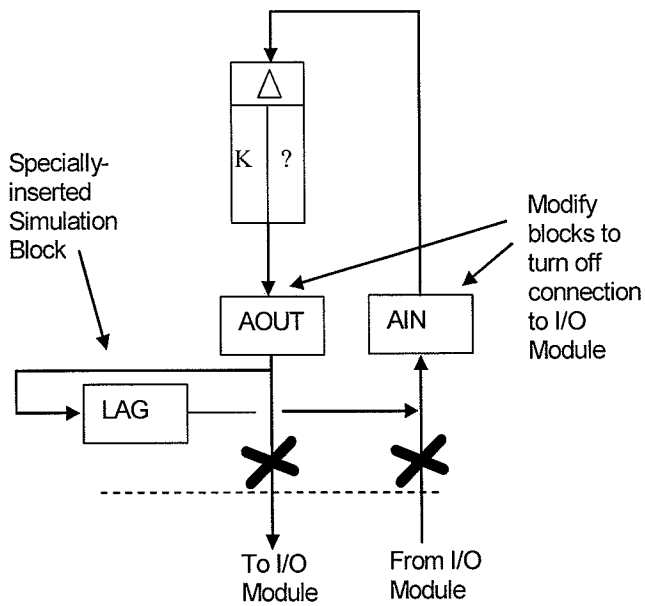 K ?
Specially-
inserted
Simulation
Block
Modify
blocks to
turn off
connection
to I/O
Module
AOUT
AIN
LAG
To I/O
Module
From I/O
Module